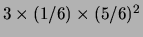 3 × (1/6) × (5/6)²